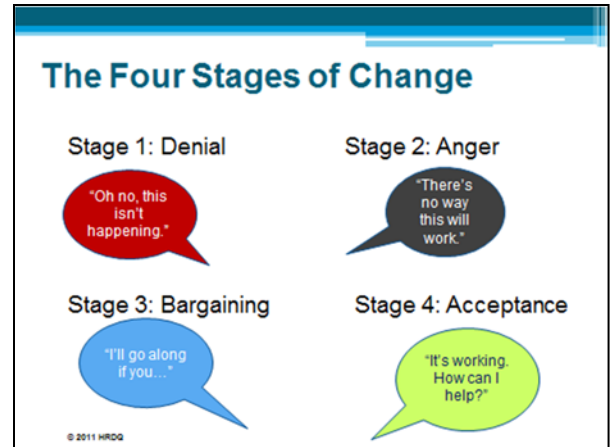 The Four Stages of Change
Stage 1: Denial
"Oh no, this
isn't
happening."
Stage 2: Anger
"There's
no way
this will
work."
Stage 3: Bargaining
"I'll go along
if you…"
Stage 4: Acceptance
"It's working.
How can I
help?"
© 2011 HRDQ